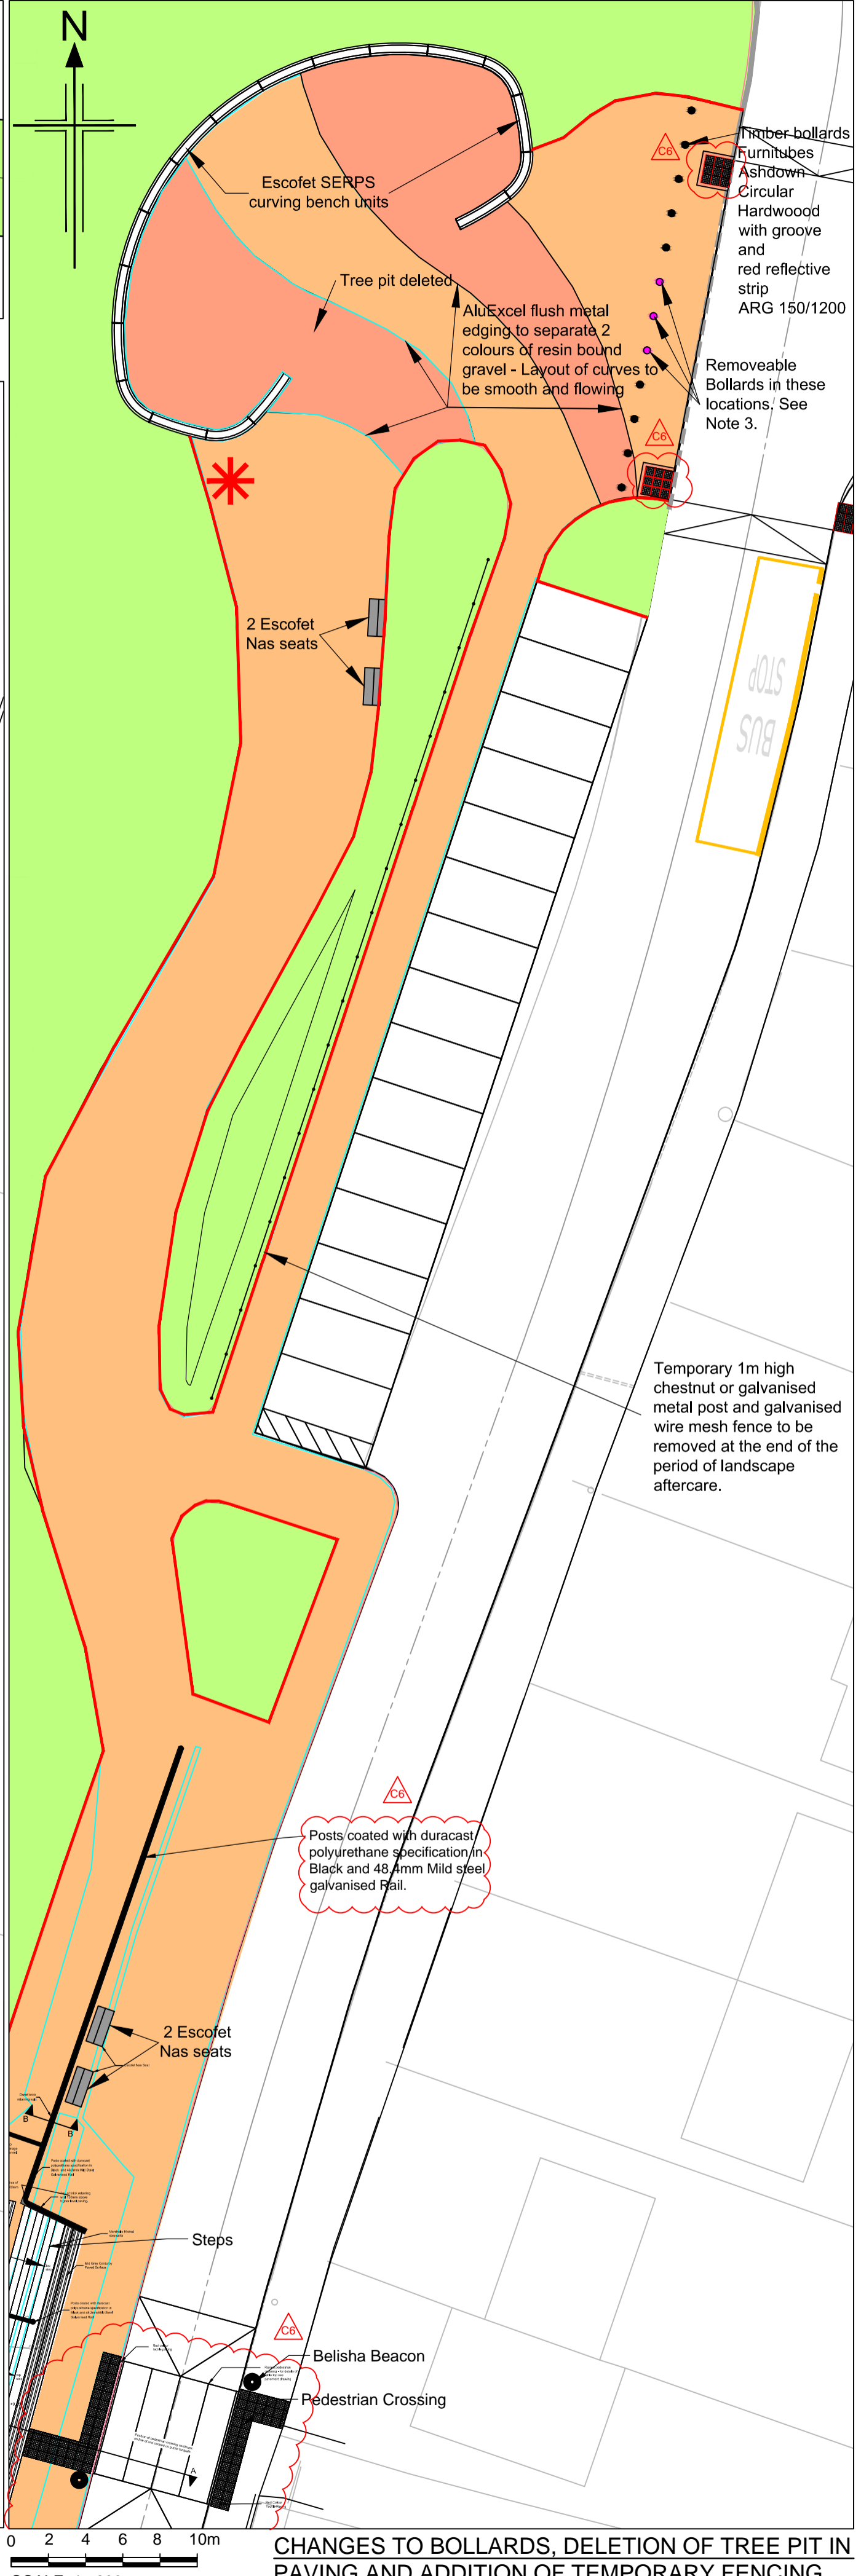 N
Escofet SERPS
curving bench units
Tree pit deleted
AluExcel flush metal
edging to separate 2
colours of resin bound
gravel - Layout of curves to
be smooth and flowing
C6
Timber bollards
Furnitubes
Ashdown
Circular
Hardwoood
with groove
and
red reflective
strip
ARG 150/1200
Removeable
Bollards in these
locations. See
Note 3.
C6
BUS
STOP
2 Escofet
Nas seats
Temporary 1m high
chestnut or galvanised
metal post and galvanised
wire mesh fence to be
removed at the end of the
period of landscape
aftercare.
C6
Posts coated with duracast
polyurethane specification in
Black and 48.4mm Mild steel
galvanised Rail.
2 Escofet
Nas seats
B
B
Steps
C6
Belisha Beacon
Pedestrian Crossing
A
0 2 4 6 8 10m
CHANGES TO BOLLARDS, DELETION OF TREE PIT IN
PAVING AND ADDITION OF TEMPORARY FENCING